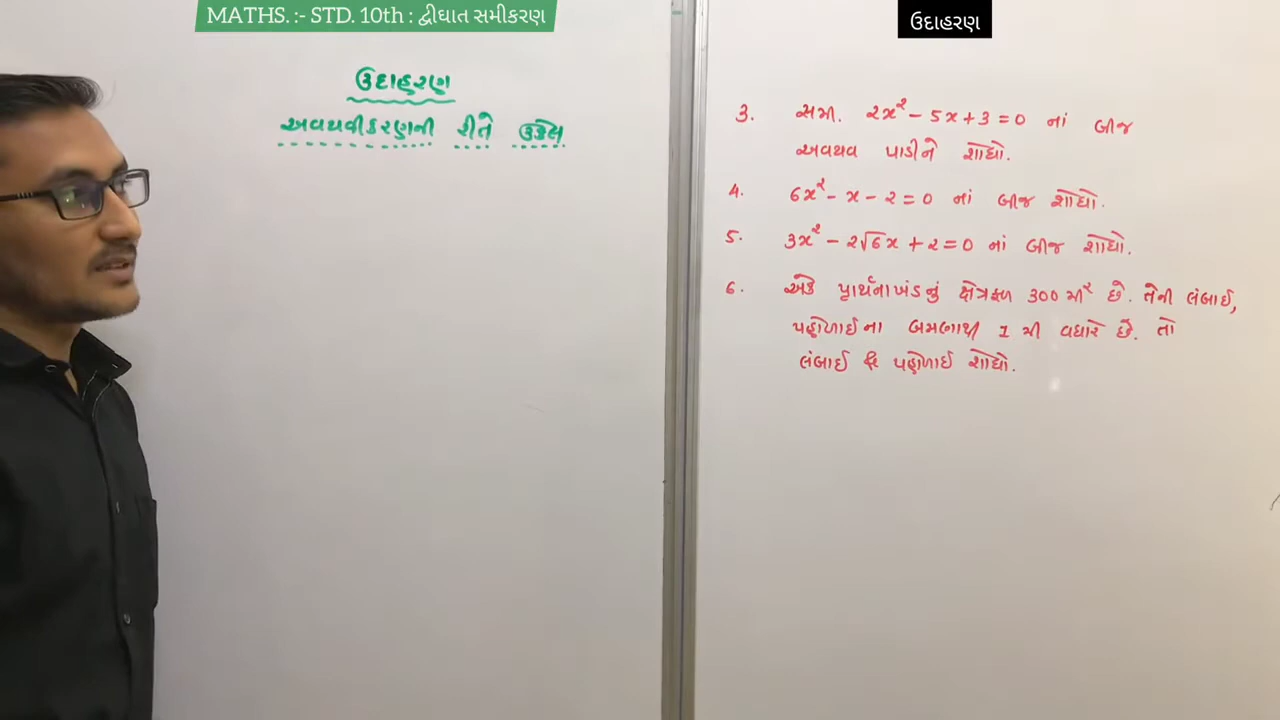 MATHS. :- STD. 10th : દ્વીઘાત સમીકરણ
ઉદાહરણ
ઉદાહરણ
અવયવીકરણની રીતે ઉકેલ
3. સમી. 2x² - 5x + 3 = 0 નાં બીજ
અવયવ પાડીને શોધો.
4. 6x² - x - 2 = 0 નાં બીજ શોધો.
5. 3x² - 2√6x + 2 = 0 નાં બીજ શોધો.
6. એક પ્રાર્થનાખંડનું ક્ષેત્રફળ 300 મી² છે. તેની લંબાઈ,
પહોળાઈના બમણાથી 1 મી વધારે છે. તો
લંબાઈ & પહોળાઈ શોધો.